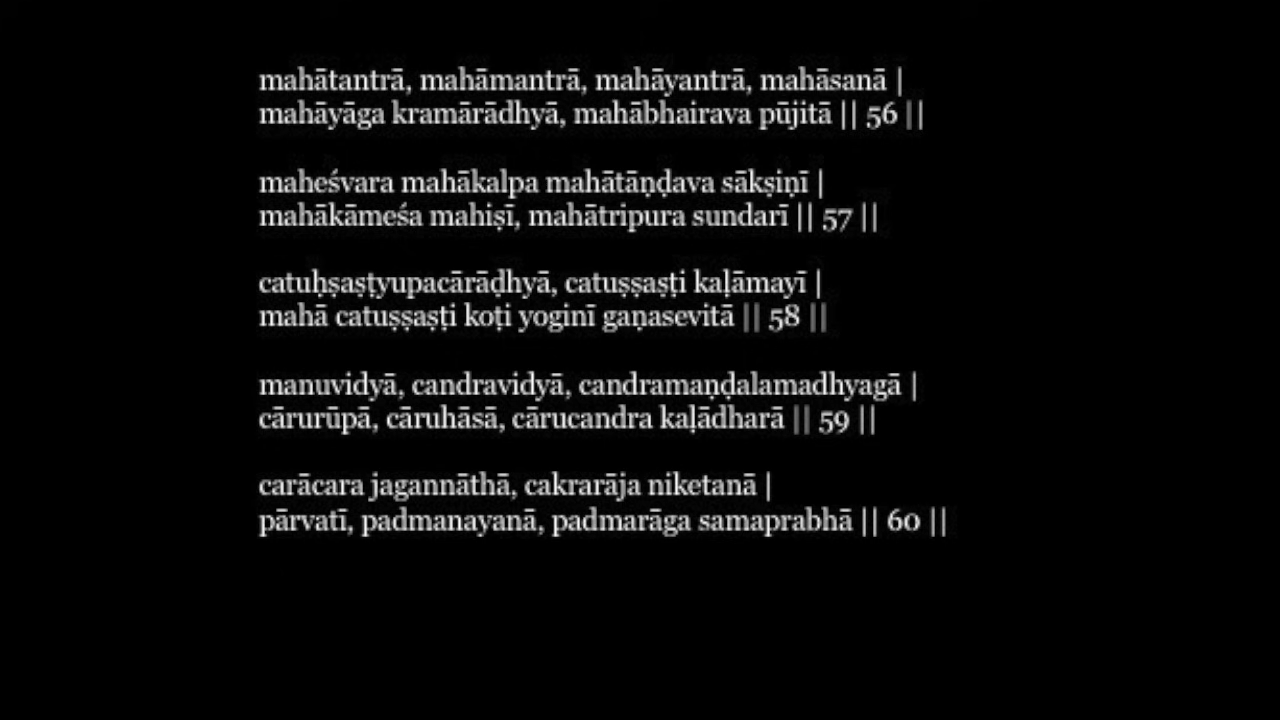 mahātantrā, mahāmantrā, mahāyantrā, mahāsanā |
mahāyāga kramārādhyā, mahābhairava pūjitā || 56 ||
maheśvara mahākalpa mahātāṇḍava sākṣiṇī |
mahākāmeśa mahiṣī, mahātripura sundarī || 57 ||
catuḥṣaṣṭyupacārāḍhyā, catuṣṣaṣṭi kaḷāmayī |
mahā catuṣṣaṣṭi koṭi yoginī gaṇasevitā || 58 ||
manuvidyā, candravidyā, candramaṇḍalamadhyagā |
cārurūpā, cāruhāsā, cārucandra kaḷādharā || 59 ||
carācara jagannāthā, cakrarāja niketanā |
pārvatī, padmanayanā, padmarāga samaprabhā || 60 ||